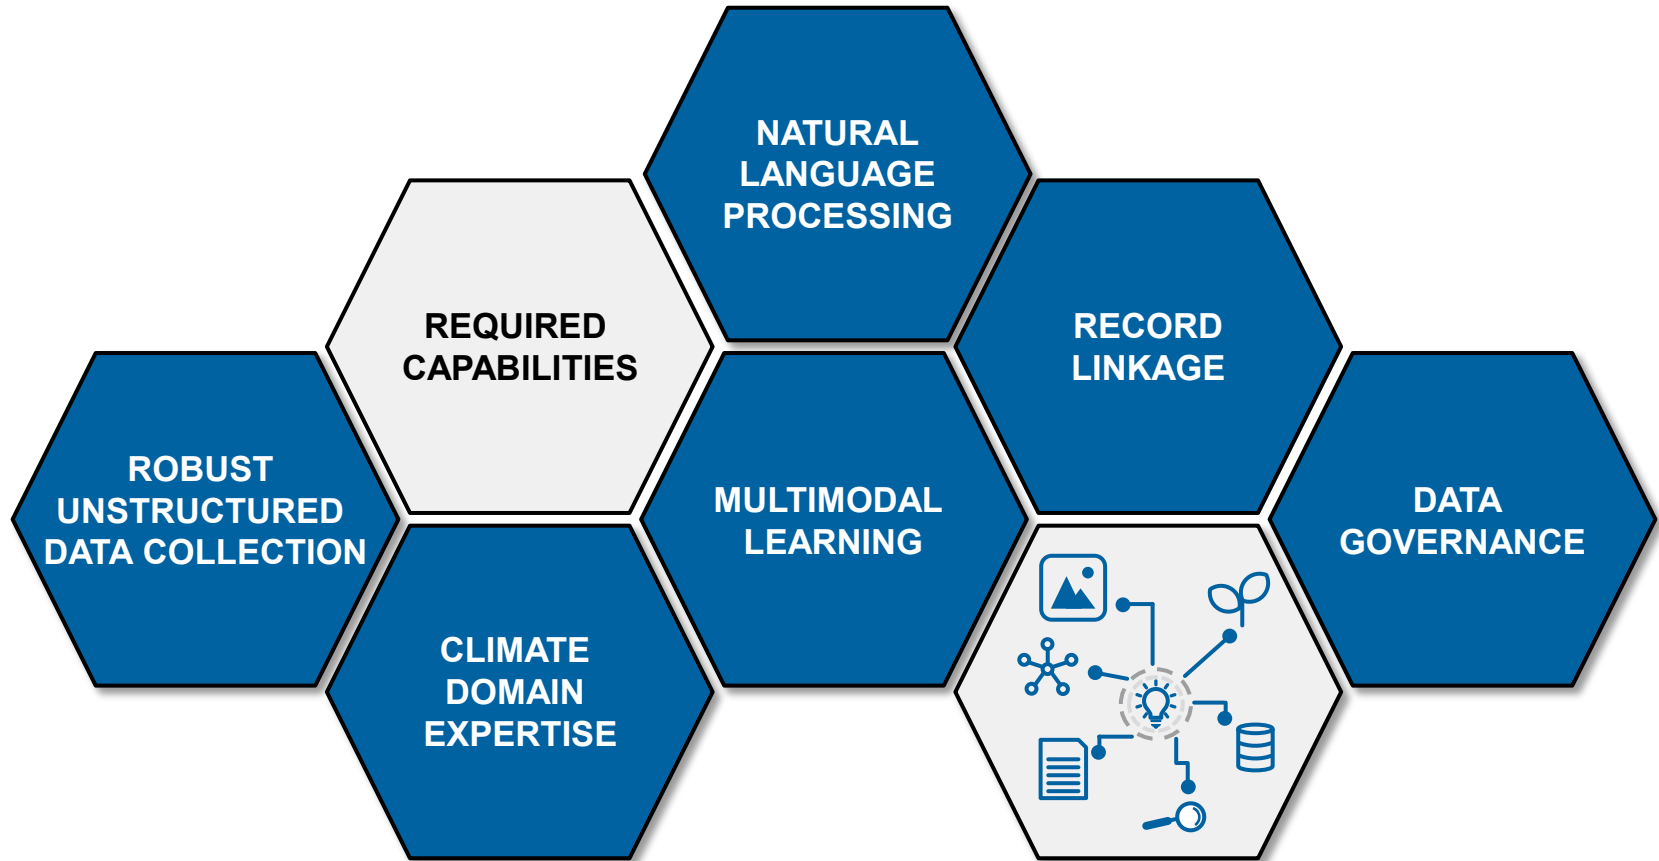 NATURAL
LANGUAGE
PROCESSING
REQUIRED
CAPABILITIES
RECORD
LINKAGE
ROBUST
UNSTRUCTURED
DATA COLLECTION
MULTIMODAL
LEARNING
DATA
GOVERNANCE
CLIMATE
DOMAIN
EXPERTISE